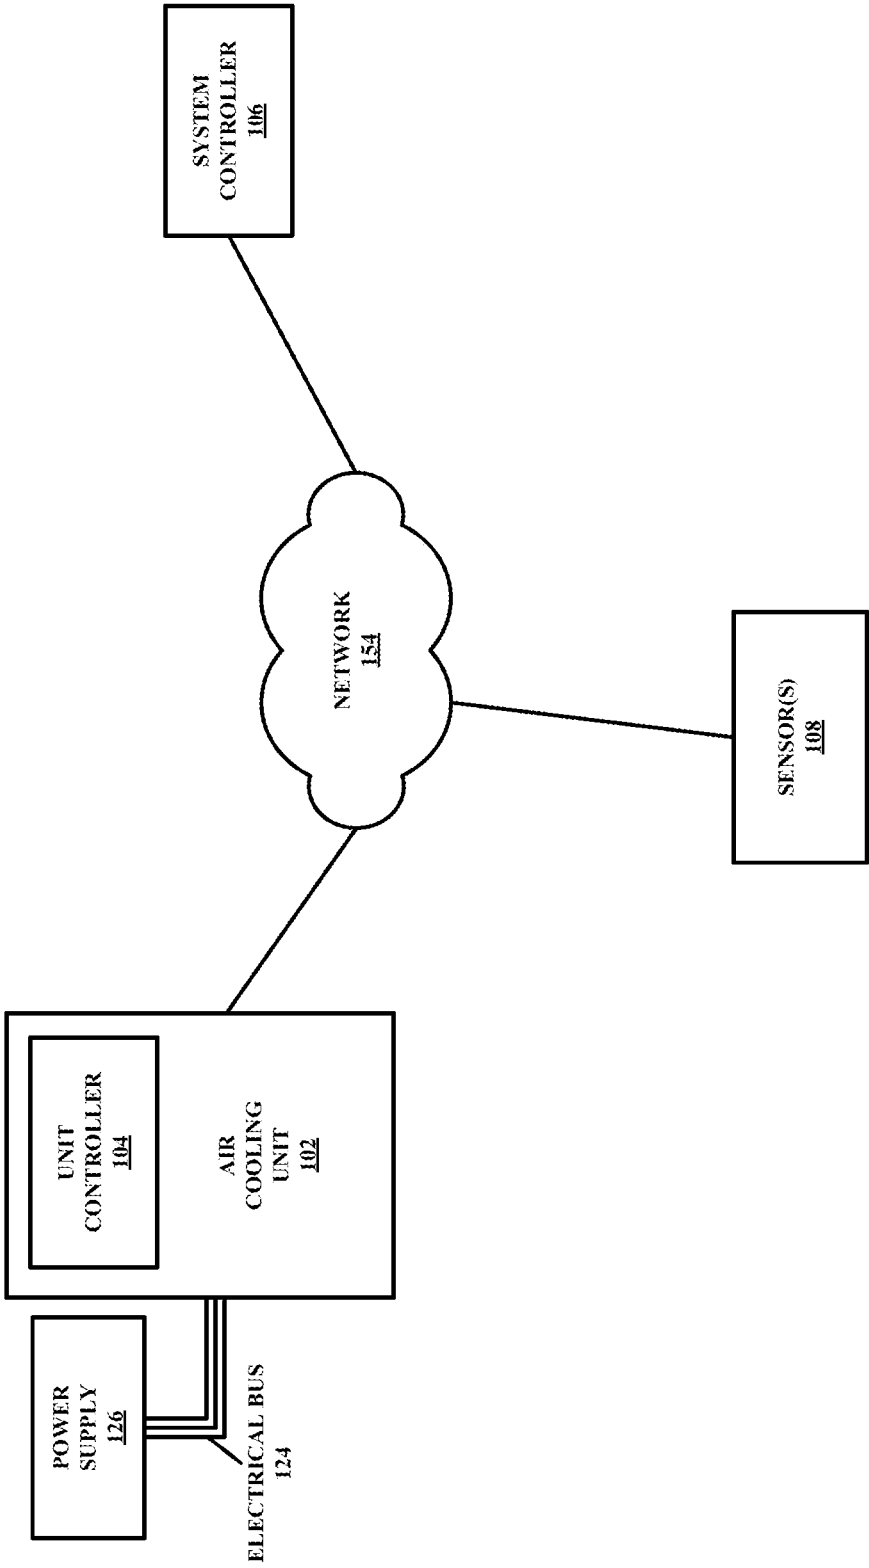 POWER
SUPPLY
126
ELECTRICAL BUS
124
UNIT
CONTROLLER
104
AIR
COOLING
UNIT
102
NETWORK
154
SENSOR(S)
108
SYSTEM
CONTROLLER
106